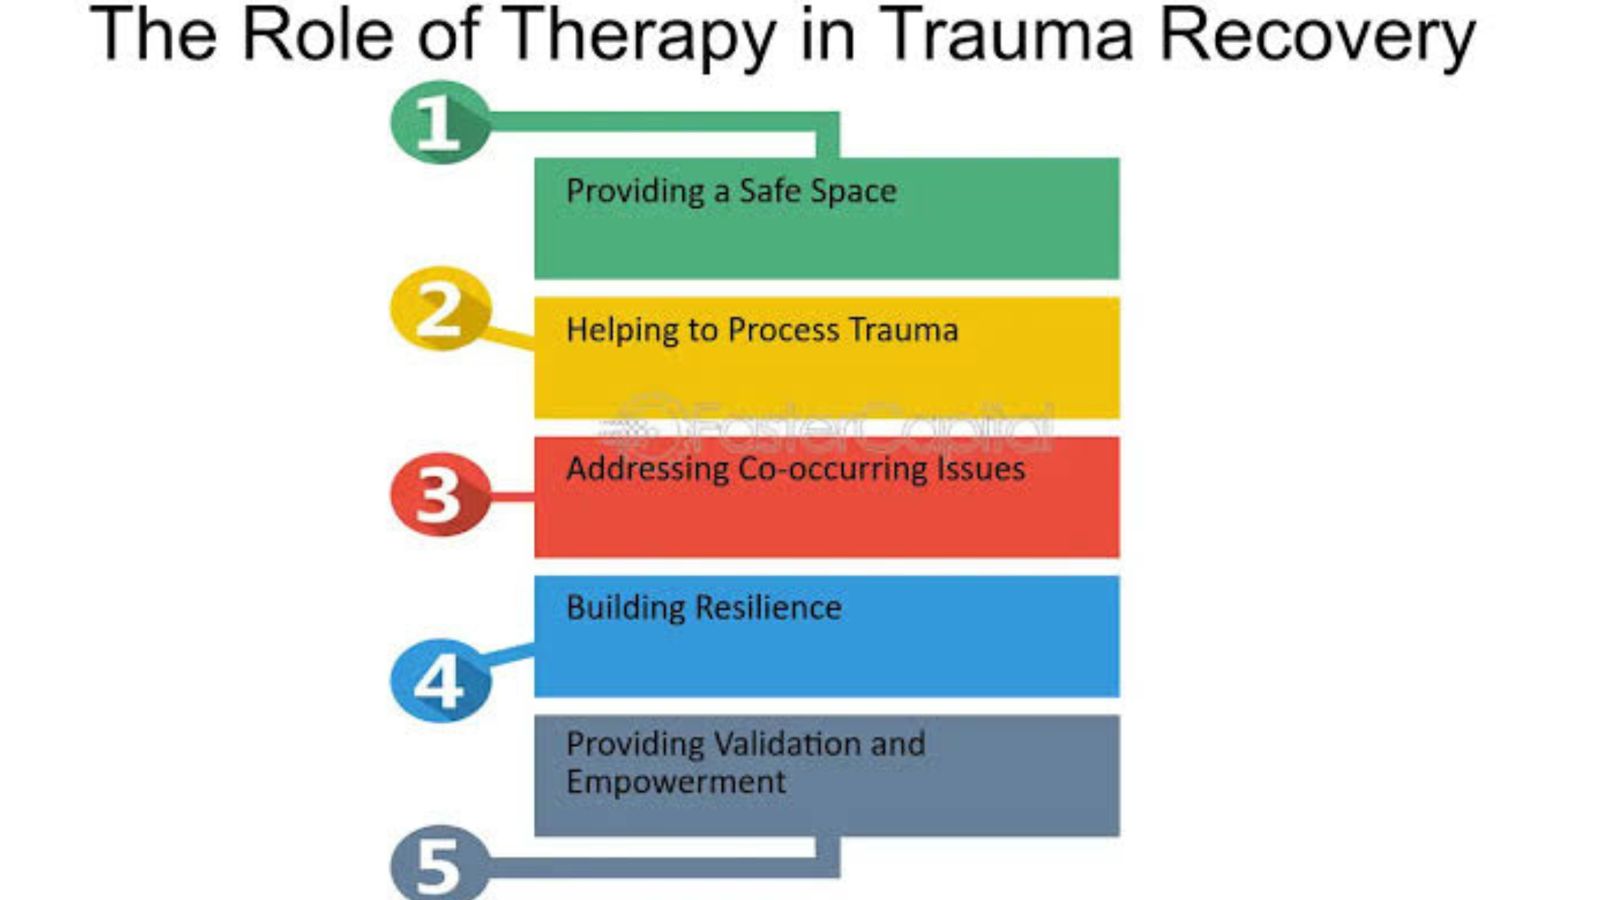 The Role of Therapy in Trauma Recovery
1
Providing a Safe Space
2
Helping to Process Trauma
FasterCapital
3
Addressing Co-occurring Issues
4
Building Resilience
Providing Validation and
Empowerment
5